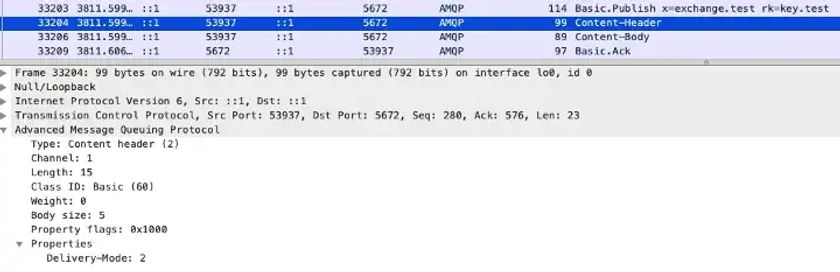 33203 3811.599… ::1 53937 ::1 5672 AMQP 114 Basic.Publish x=exchange.test rk=key.test
33204 3811.599… ::1 53937 ::1 5672 AMQP 99 Content-Header
33206 3811.599… ::1 53937 ::1 5672 AMQP 89 Content-Body
33209 3811.606… ::1 5672 ::1 53937 AMQP 97 Basic.Ack
Frame 33204: 99 bytes on wire (792 bits), 99 bytes captured (792 bits) on interface lo0, id 0
Null/Loopback
Internet Protocol Version 6, Src: ::1, Dst: ::1
Transmission Control Protocol, Src Port: 53937, Dst Port: 5672, Seq: 280, Ack: 576, Len: 23
Advanced Message Queuing Protocol
Type: Content header (2)
Channel: 1
Length: 15
Class ID: Basic (60)
Weight: 0
Body size: 5
Property flags: 0x1000
Properties
Delivery-Mode: 2